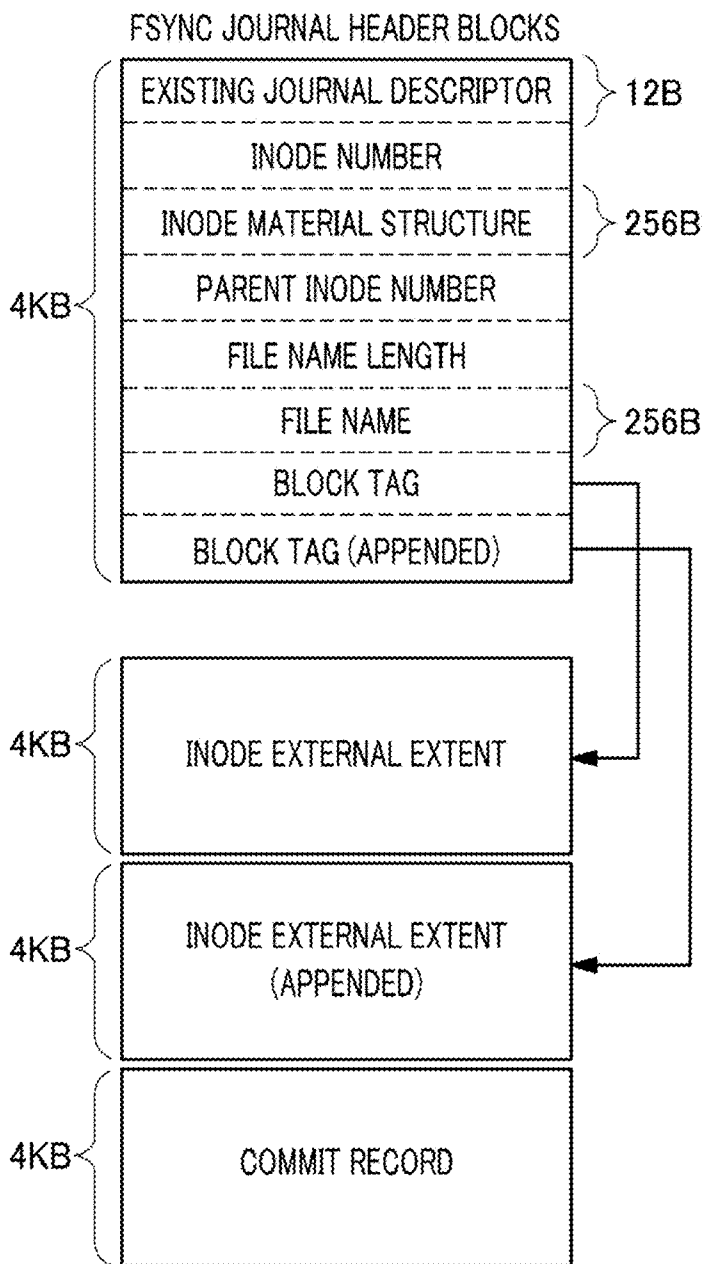 FSYNC JOURNAL HEADER BLOCKS
EXISTING JOURNAL DESCRIPTOR
12B
INODE NUMBER
INODE MATERIAL STRUCTURE
256B
4KB
PARENT INODE NUMBER
FILE NAME LENGTH
FILE NAME
256B
BLOCK TAG
BLOCK TAG (APPENDED)
4KB
INODE EXTERNAL EXTENT
4KB
INODE EXTERNAL EXTENT
(APPENDED)
4KB
COMMIT RECORD